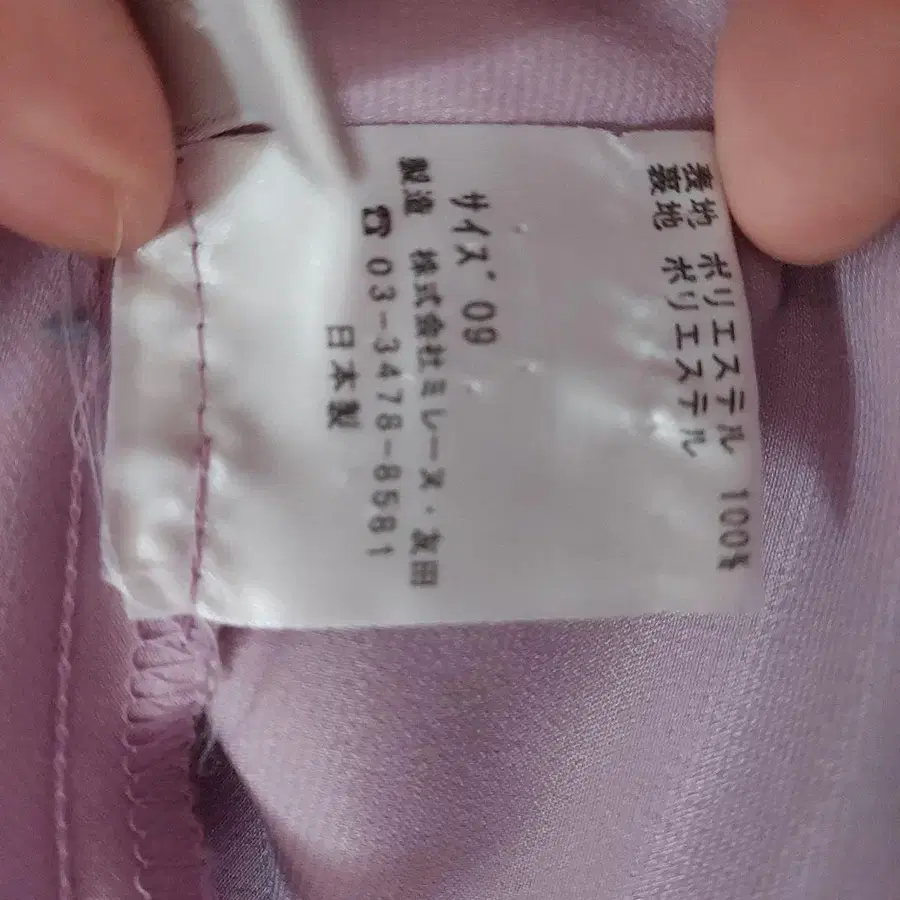 表地 ポリエステル 100%
裏地 ポリエステル
サイズ 09
製造 株式会社ミレーヌ・友田
☎ 03-3478-8581
日本製